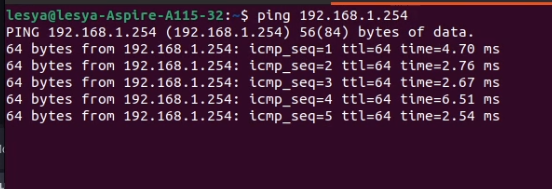 lesya@lesya-Aspire-A115-32:~$ ping 192.168.1.254
PING 192.168.1.254 (192.168.1.254) 56(84) bytes of data.
64 bytes from 192.168.1.254: icmp_seq=1 ttl=64 time=4.70 ms
64 bytes from 192.168.1.254: icmp_seq=2 ttl=64 time=2.76 ms
64 bytes from 192.168.1.254: icmp_seq=3 ttl=64 time=2.67 ms
64 bytes from 192.168.1.254: icmp_seq=4 ttl=64 time=6.51 ms
64 bytes from 192.168.1.254: icmp_seq=5 ttl=64 time=2.54 ms